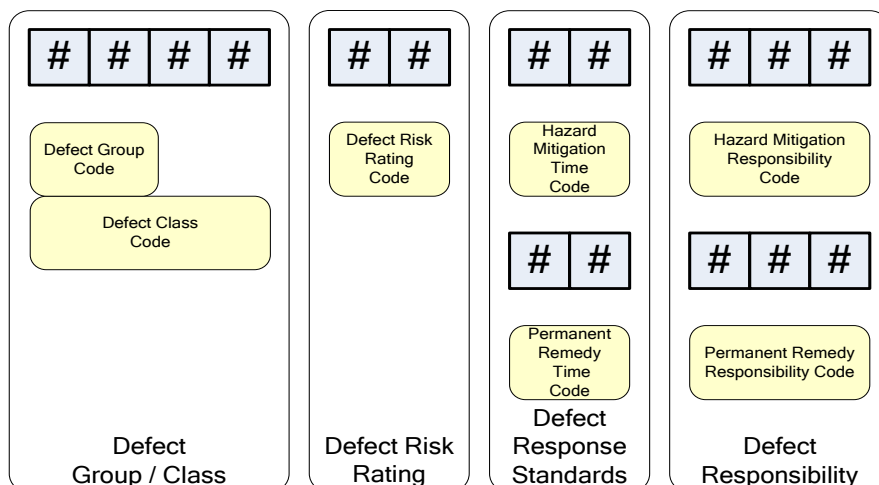 # # # #
Defect Group
Code
Defect Class
Code
Defect
Group / Class
# #
Defect Risk
Rating
Code
Defect Risk
Rating
# #
Hazard
Mitigation
Time
Code
# #
Permanent
Remedy
Time
Code
Defect
Response
Standards
# # #
Hazard Mitigation
Responsibility
Code
# # #
Permanent Remedy
Responsibility Code
Defect
Responsibility